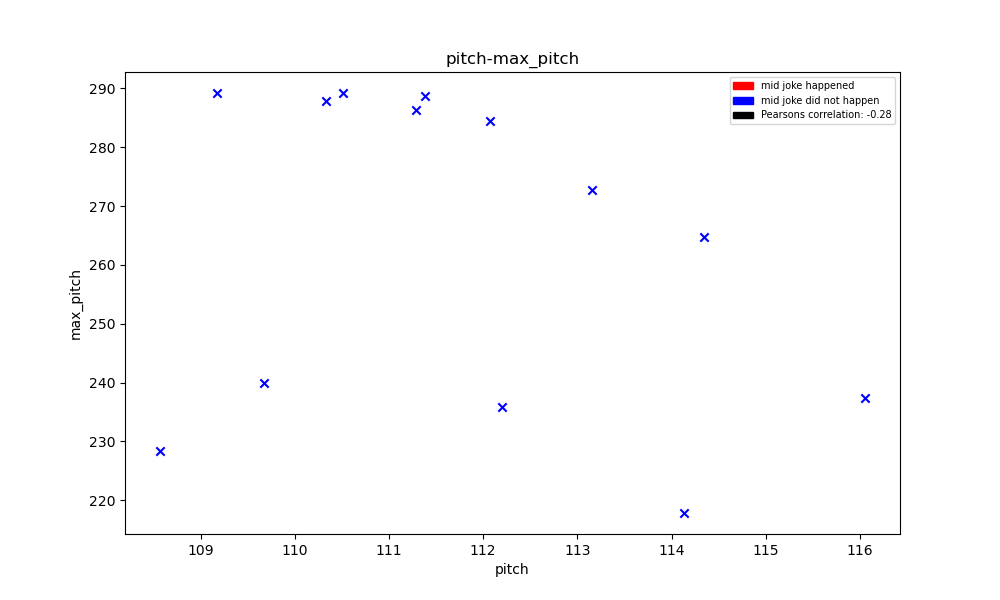 pitch-max_pitch
mid joke happened
mid joke did not happen
Pearsons correlation: -0.28
max_pitch
290
280
270
260
250
240
230
220
109 110 111 112 113 114 115 116
pitch